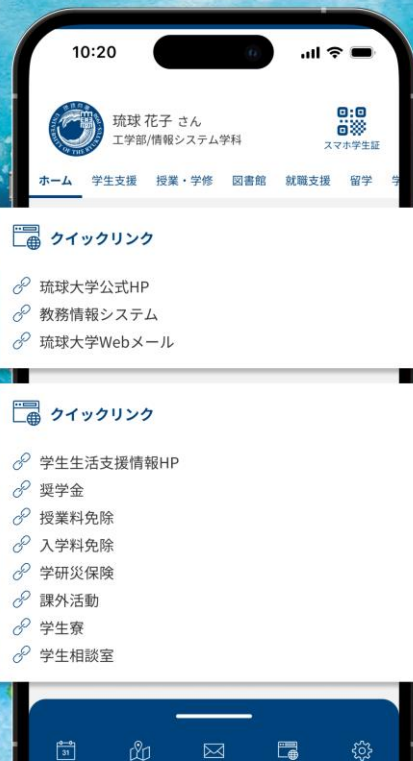 10:20
琉球 花子 さん
工学部/情報システム学科
スマホ学生証
ホーム 学生支援 授業・学修 図書館 就職支援 留学
クイックリンク
琉球大学公式HP
教務情報システム
琉球大学Webメール
クイックリンク
学生生活支援情報HP
奨学金
授業料免除
入学料免除
学研災保険
課外活動
学生寮
学生相談室
31